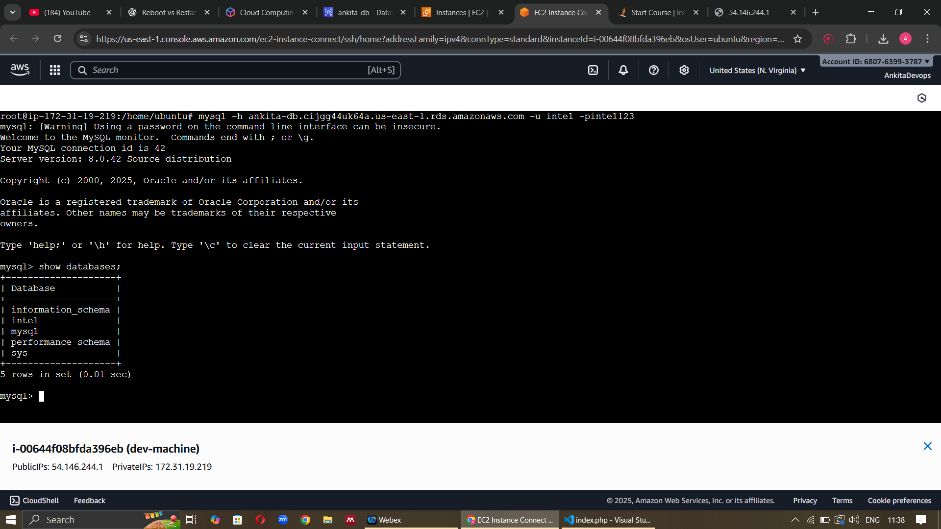 (184) YouTube
Reboot vs Resta
Cloud Computin
ankita_db - Data
Instances | EC2 |
EC2 Instance Con
Start Course | Int
54.146.244.1
https://us-east-1.console.aws.amazon.com/ec2-instance-connect/ssh/home?addressFamily=ipv4&connType=standard&instanceId=i-00644f08bfda396eb&osUser=ubuntu&region=...
A
aws
Search
[Alt+S]
United States (N. Virginia)
Account ID: 6807-6399-3787
AnkitaDevops
root@ip-172-31-19-219:/home/ubuntu# mysql -h ankita-db.cijgg44uk64a.us-east-1.rds.amazonaws.com -u intel -pintel123
mysql: [Warning] Using a password on the command line interface can be insecure.
Welcome to the MySQL monitor.  Commands end with ; or \g.
Your MySQL connection id is 42
Server version: 8.0.42 Source distribution
Copyright (c) 2000, 2025, Oracle and/or its affiliates.
Oracle is a registered trademark of Oracle Corporation and/or its
affiliates. Other names may be trademarks of their respective
owners.
Type 'help;' or '\h' for help. Type '\c' to clear the current input statement.
mysql> show databases;
+--------------------+
| Database           |
+--------------------+
| information_schema |
| intel              |
| mysql              |
| performance_schema |
| sys                |
+--------------------+
5 rows in set (0.01 sec)
mysql>
i-00644f08bfda396eb (dev-machine)
PublicIPs: 54.146.244.1 PrivateIPs: 172.31.19.219
CloudShell
Feedback
© 2025, Amazon Web Services, Inc. or its affiliates.
Privacy
Terms
Cookie preferences
Search
Webex
EC2 Instance Connect ...
index.php - Visual Stu...
ENG
11:38